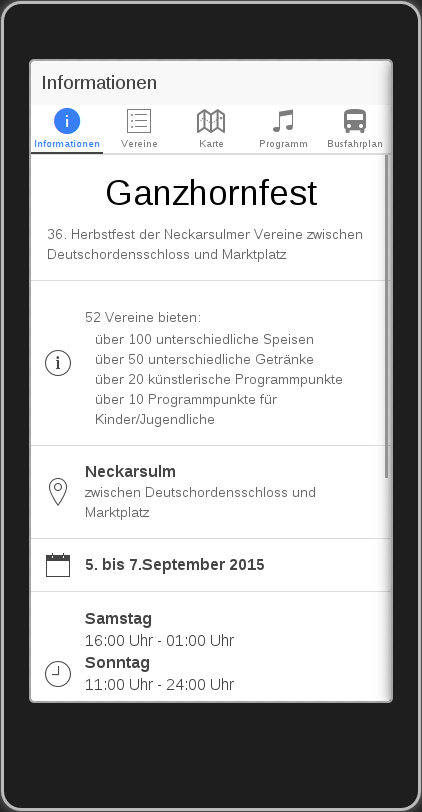 Informationen
Informationen
Vereine
Karte
Programm
Busfahrplan
Ganzhornfest
36. Herbstfest der Neckarsulmer Vereine zwischen
Deutschordensschloss und Marktplatz
52 Vereine bieten:
über 100 unterschiedliche Speisen
über 50 unterschiedliche Getränke
über 20 künstlerische Programmpunkte
über 10 Programmpunkte für
Kinder/Jugendliche
Neckarsulm
zwischen Deutschordensschloss und
Marktplatz
5. bis 7.September 2015
Samstag
16:00 Uhr - 01:00 Uhr
Sonntag
11:00 Uhr - 24:00 Uhr